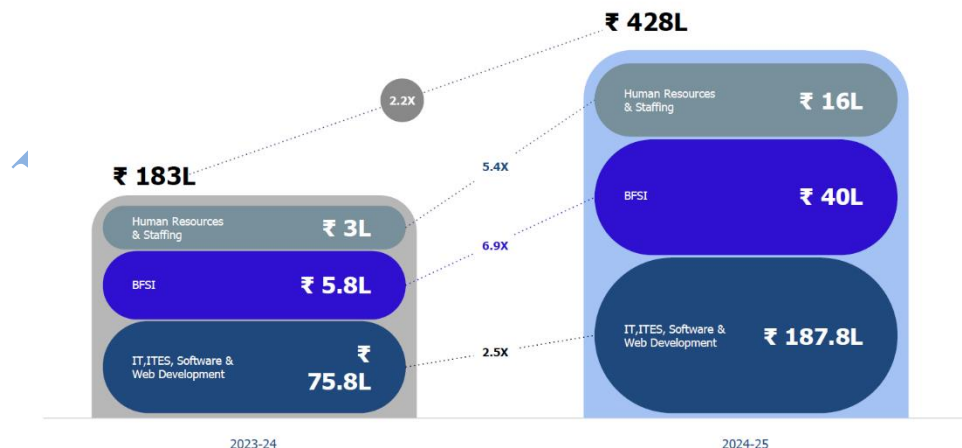 ₹ 428L
2.2X
₹ 183L
Human Resources
& Staffing
₹ 3L
BFSI
₹ 5.8L
IT,ITES, Software &
Web Development
₹
75.8L
2023-24
5.4X
6.9X
2.5X
Human Resources
& Staffing
₹ 16L
BFSI
₹ 40L
IT,ITES, Software &
Web Development
₹ 187.8L
2024-25